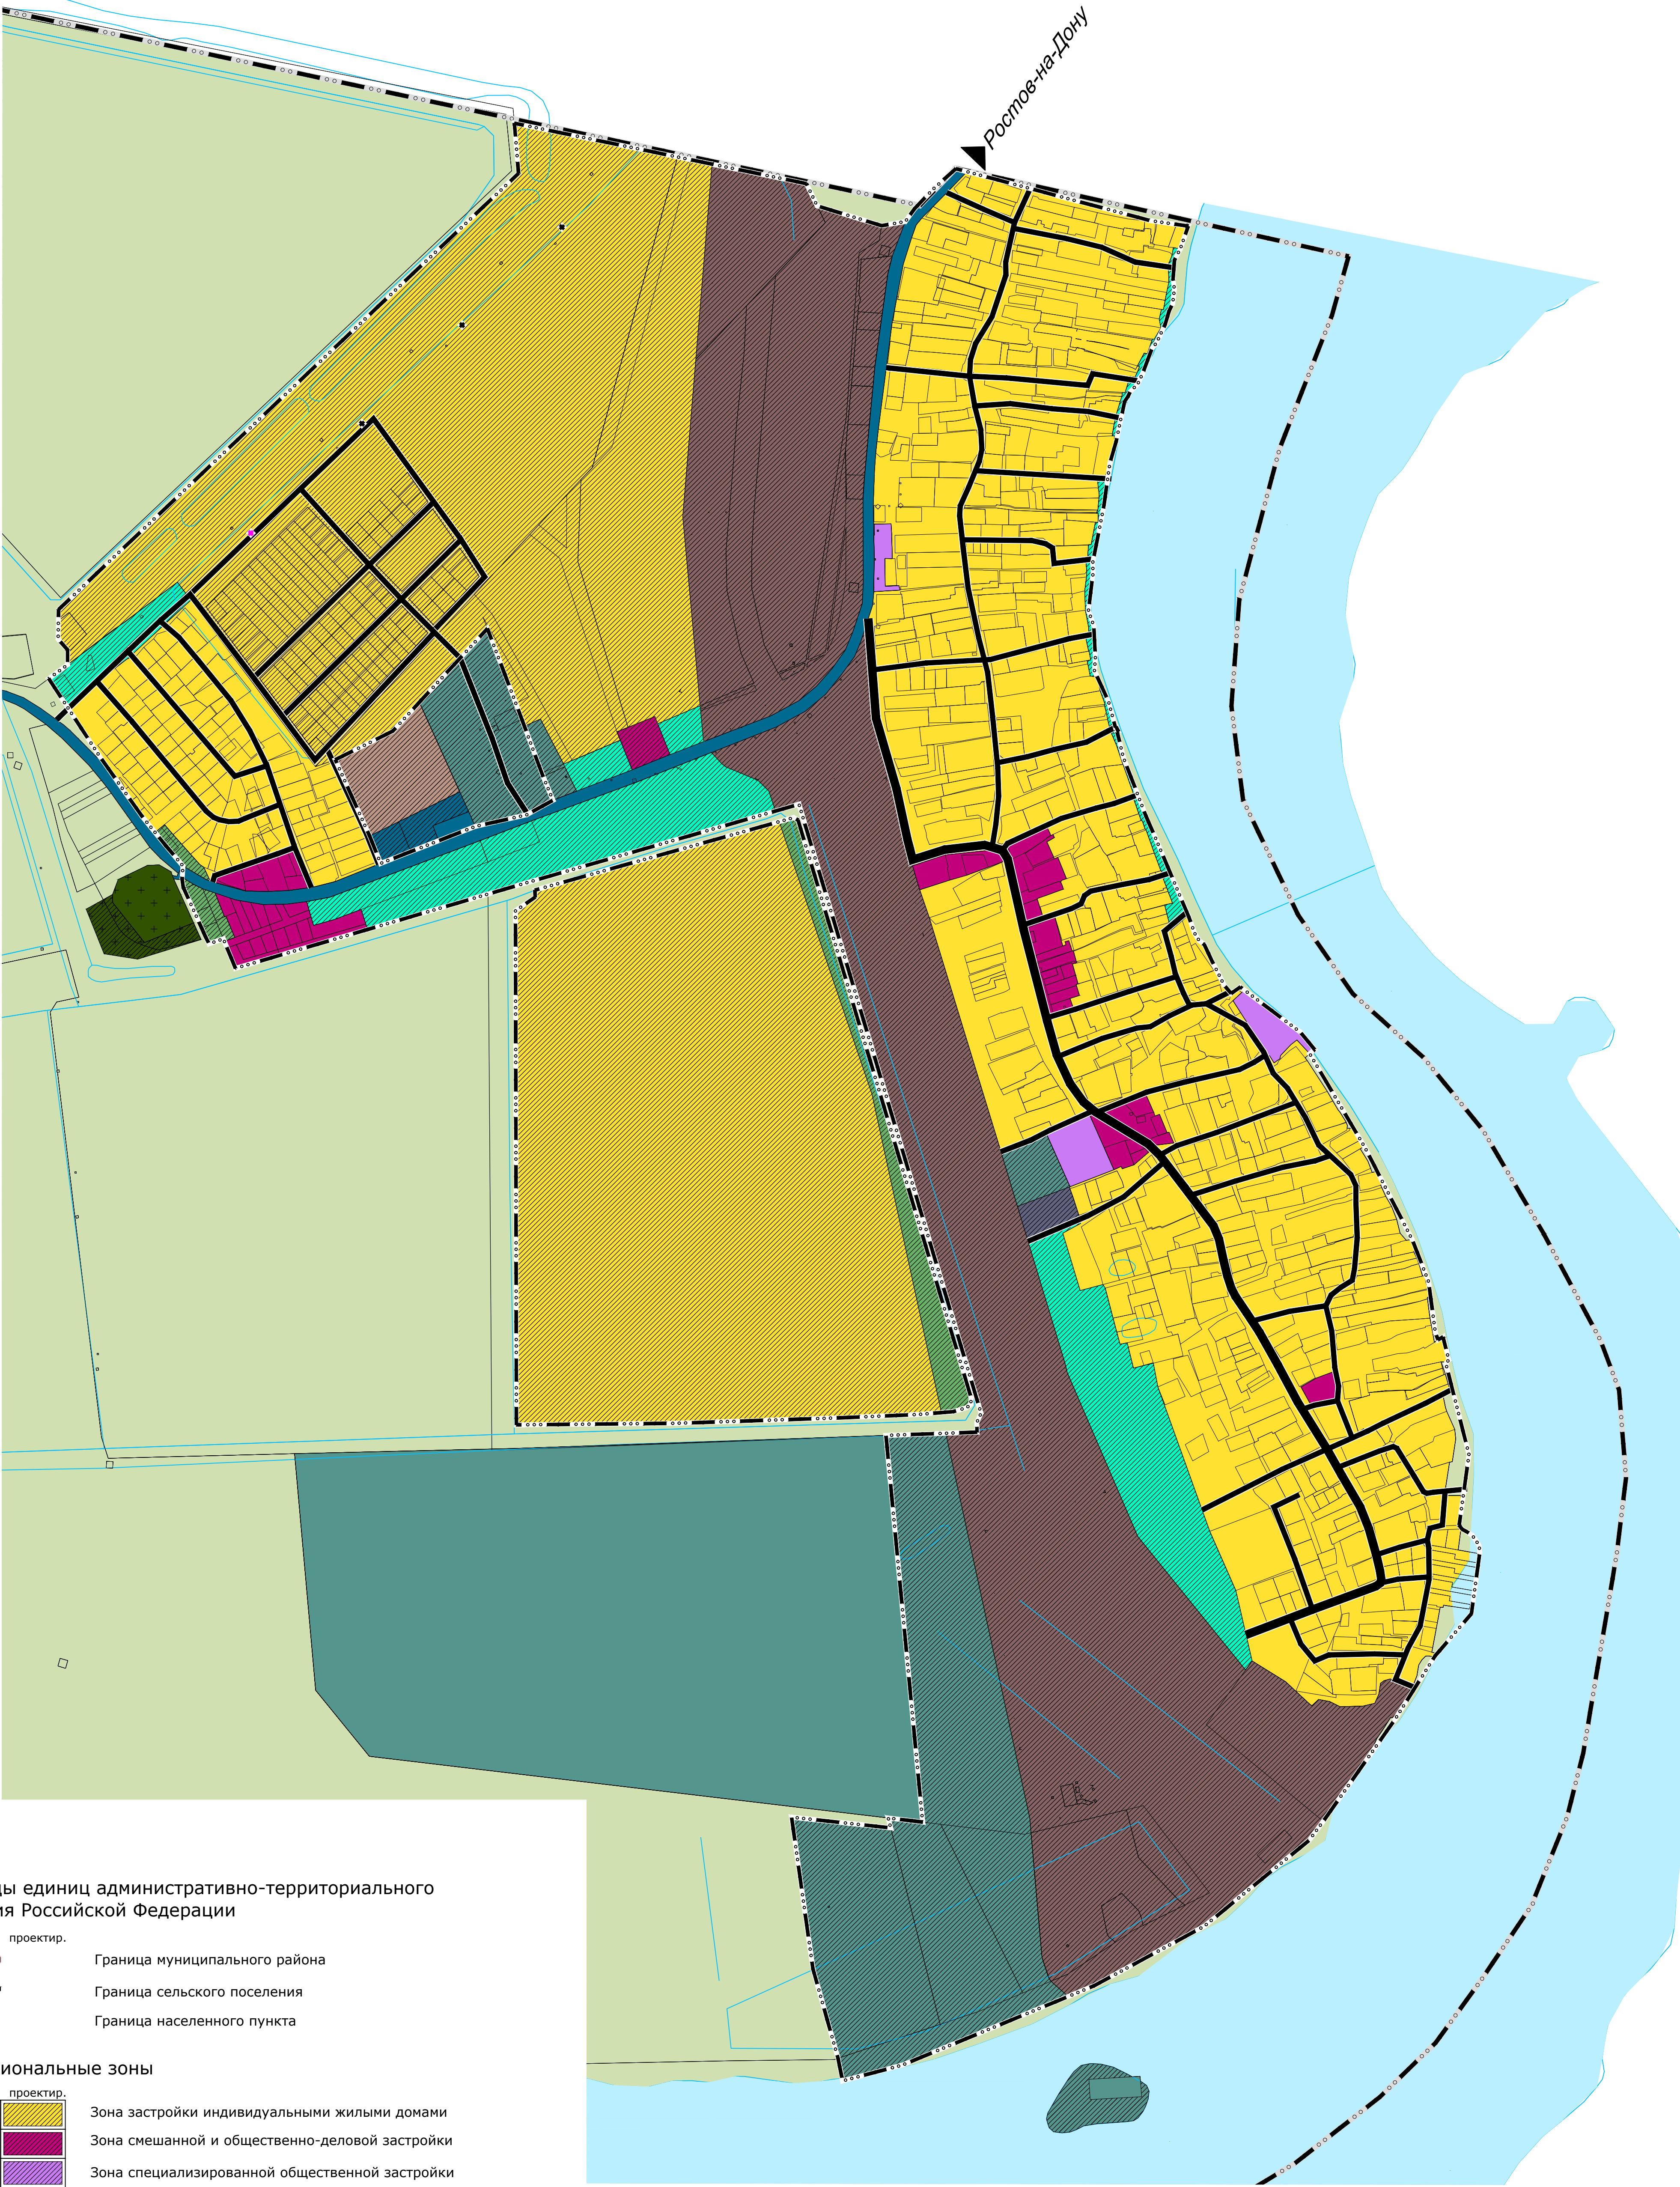 Ростов-на-Дону
ы единиц административно-территориального
ия Российской Федерации
проектир.
Граница муниципального района
Граница сельского поселения
Граница населенного пункта
иональные зоны
проектир.
Зона застройки индивидуальными жилыми домами
Зона смешанной и общественно-деловой застройки
Зона специализированной общественной застройки